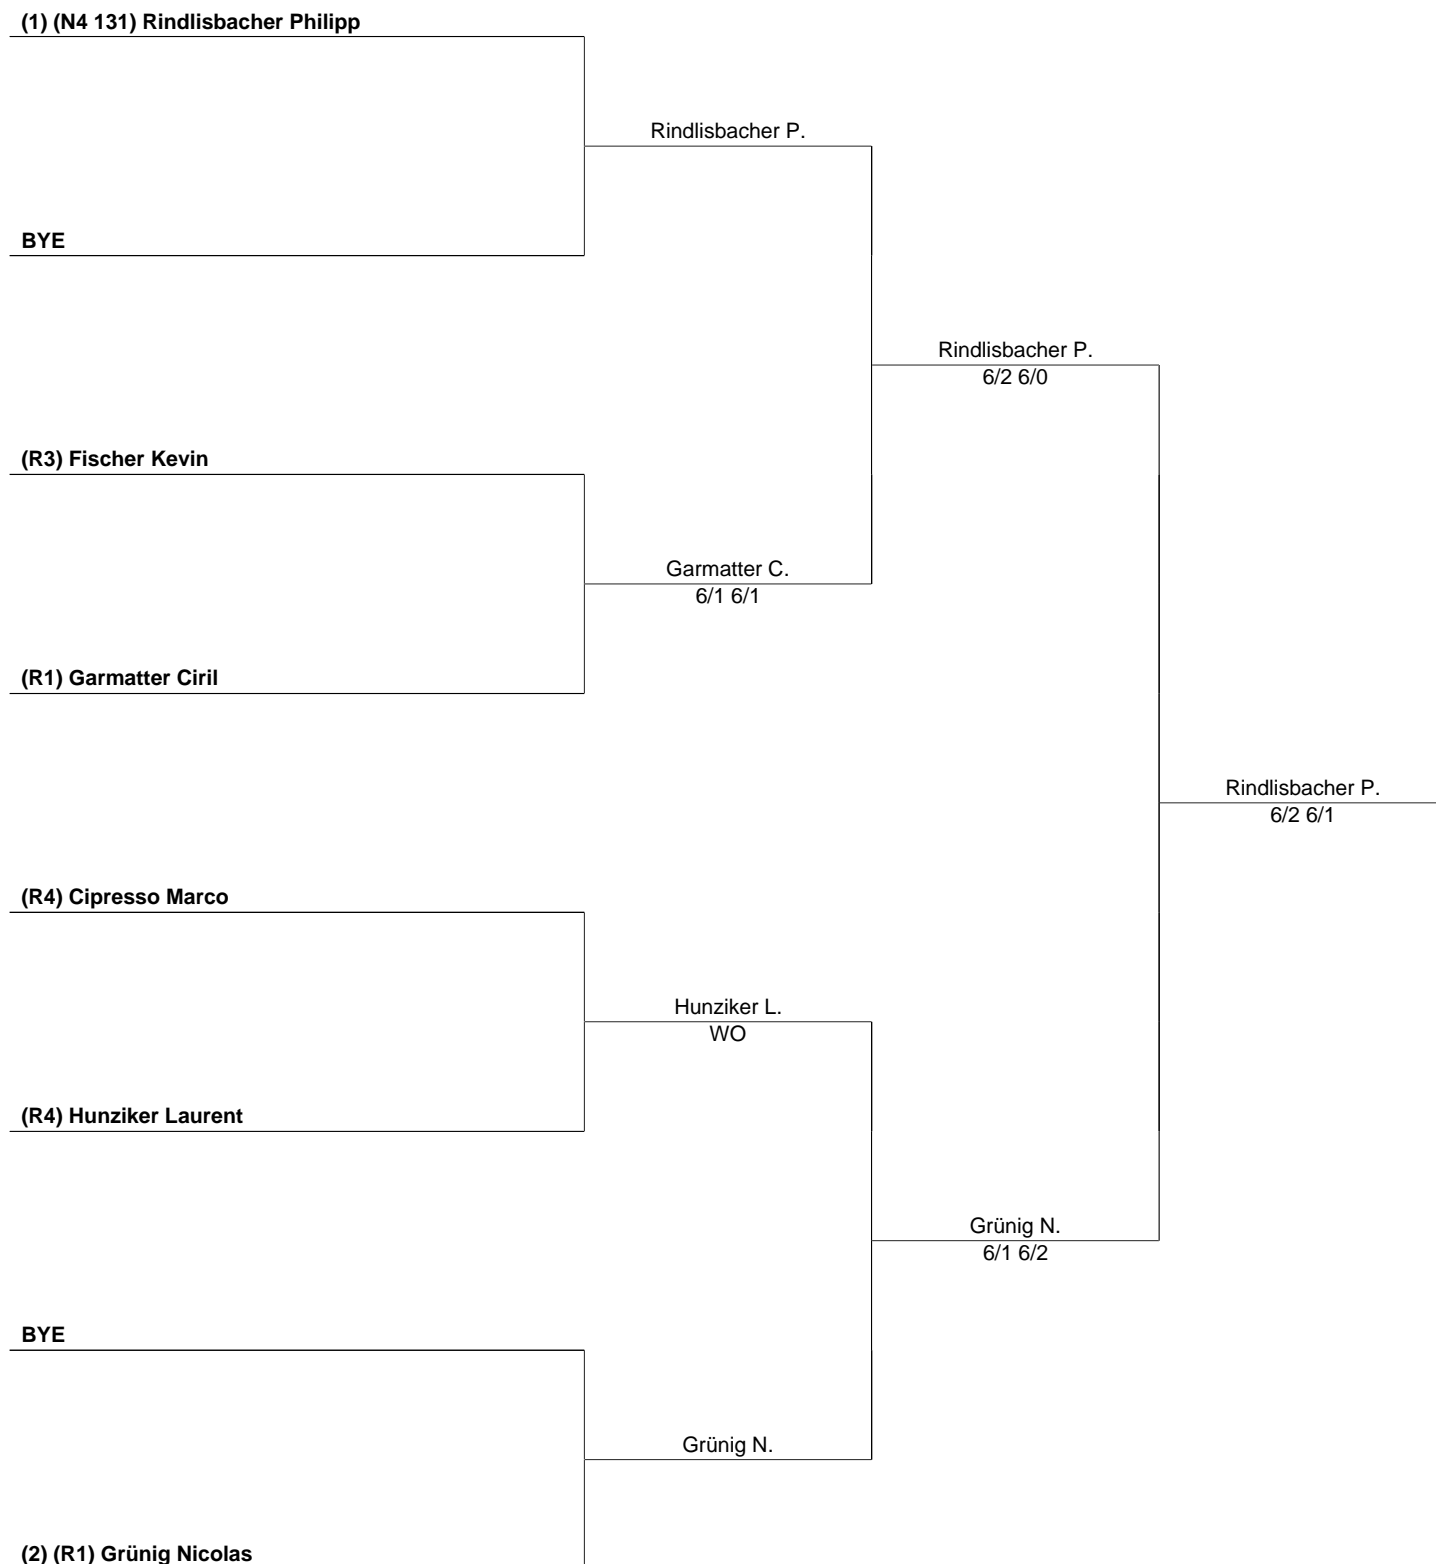 (1) (N4 131) Rindlisbacher Philipp
Rindlisbacher P.
BYE
Rindlisbacher P.
6/2 6/0
(R3) Fischer Kevin
Garmatter C.
6/1 6/1
(R1) Garmatter Ciril
Rindlisbacher P.
6/2 6/1
(R4) Cipresso Marco
Hunziker L.
WO
(R4) Hunziker Laurent
Grünig N.
6/1 6/2
BYE
Grünig N.
(2) (R1) Grünig Nicolas